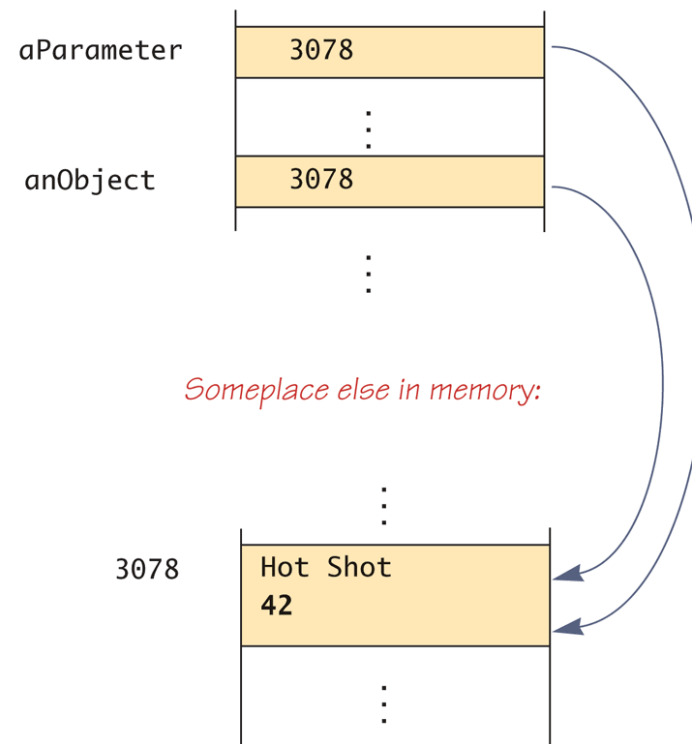 aParameter 3078
anObject 3078
Someplace else in memory:
3078 Hot Shot
42